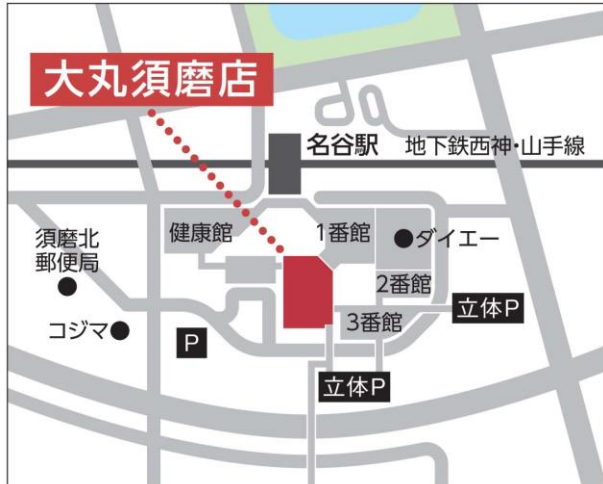 大丸須磨店
名谷駅
地下鉄西神・山手線
健康館
1番館
ダイエー
須磨北
郵便局
2番館
3番館
立体P
コジマ
P
立体P